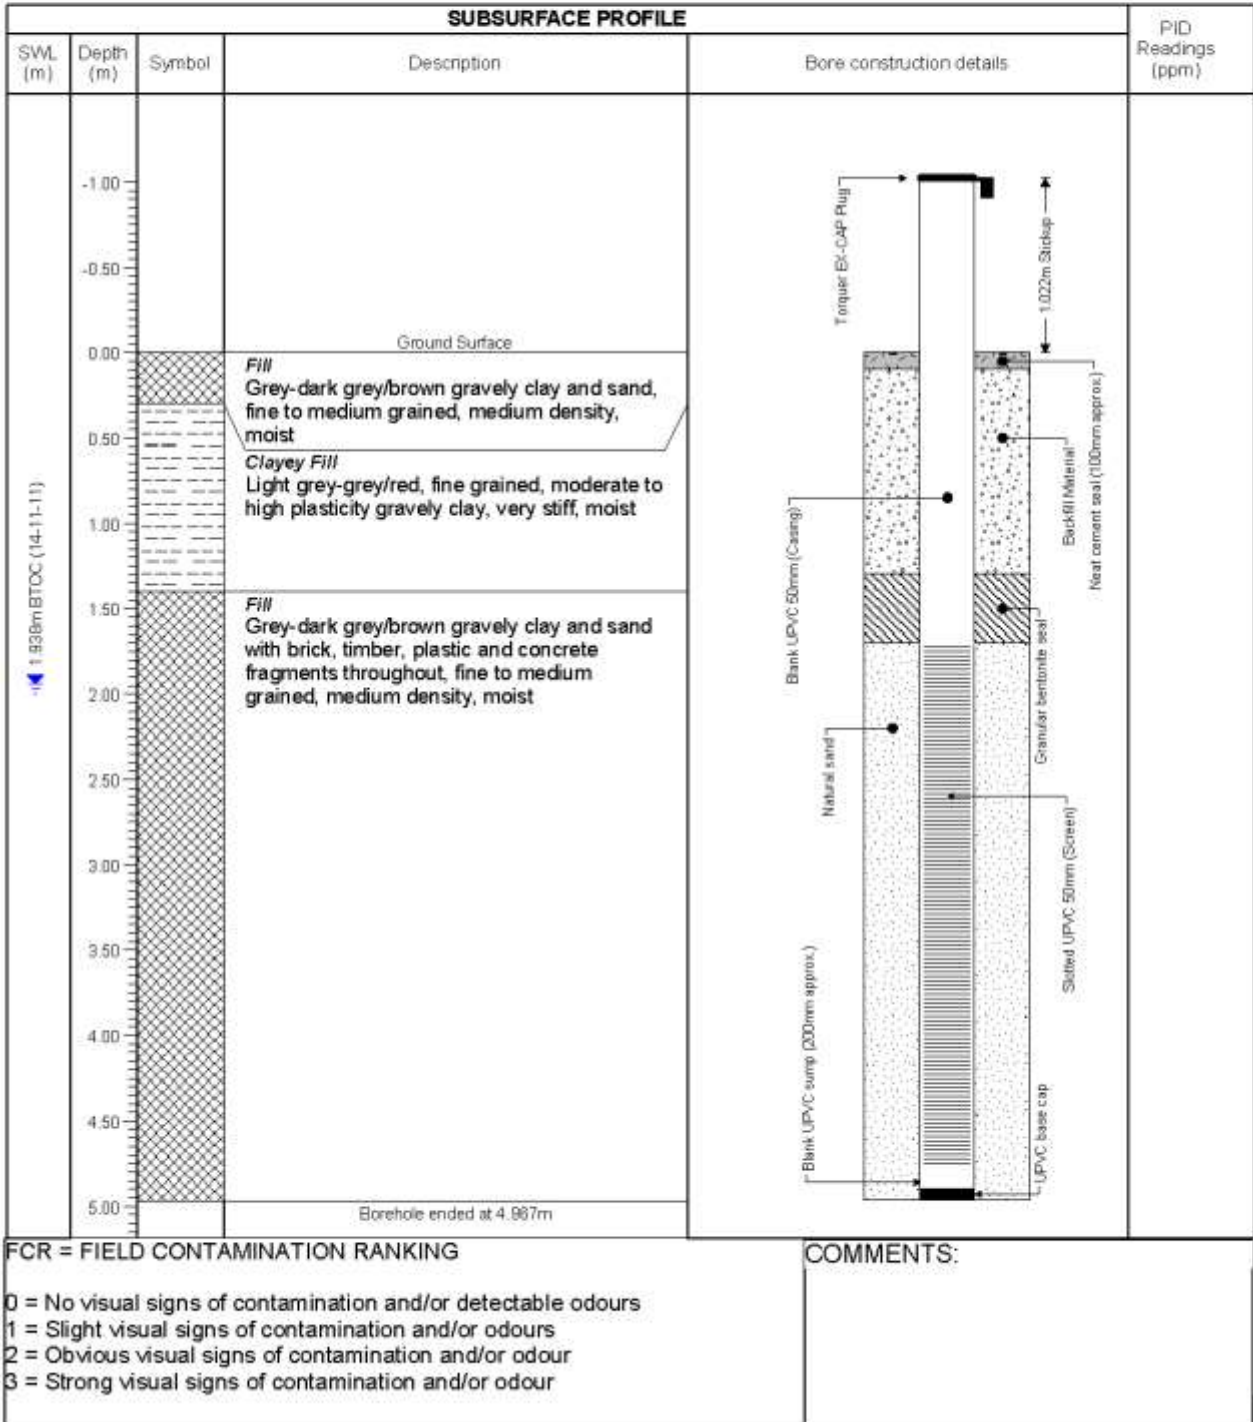 SUBSURFACE PROFILE
PID
Readings
(ppm)
SWL
(m)
Depth
(m)
Symbol
Description
Bore construction details
-1.00
-0.50
0.00
0.50
1.00
1.50
2.00
2.50
3.00
3.50
4.00
4.50
5.00
1.938m BTOC (14-11-11)
Ground Surface
Fill
Grey-dark grey/brown gravely clay and sand,
fine to medium grained, medium density,
moist
Clayey Fill
Light grey-grey/red, fine grained, moderate to
high plasticity gravely clay, very stiff, moist
Fill
Grey-dark grey/brown gravely clay and sand
with brick, timber, plastic and concrete
fragments throughout, fine to medium
grained, medium density, moist
Borehole ended at 4.967m
Torquer EX-CAP Plug
1.022m Stickup
Blank UPVC 50mm (Casing)
Backfill Material
Neat cement seal (100mm approx.)
Granular bentonite seal
Natural sand
Slotted UPVC 50mm (Screen)
Blank UPVC sump (200mm approx.)
UPVC base cap
FCR = FIELD CONTAMINATION RANKING
0 = No visual signs of contamination and/or detectable odours
1 = Slight visual signs of contamination and/or odours
2 = Obvious visual signs of contamination and/or odour
3 = Strong visual signs of contamination and/or odour
COMMENTS: